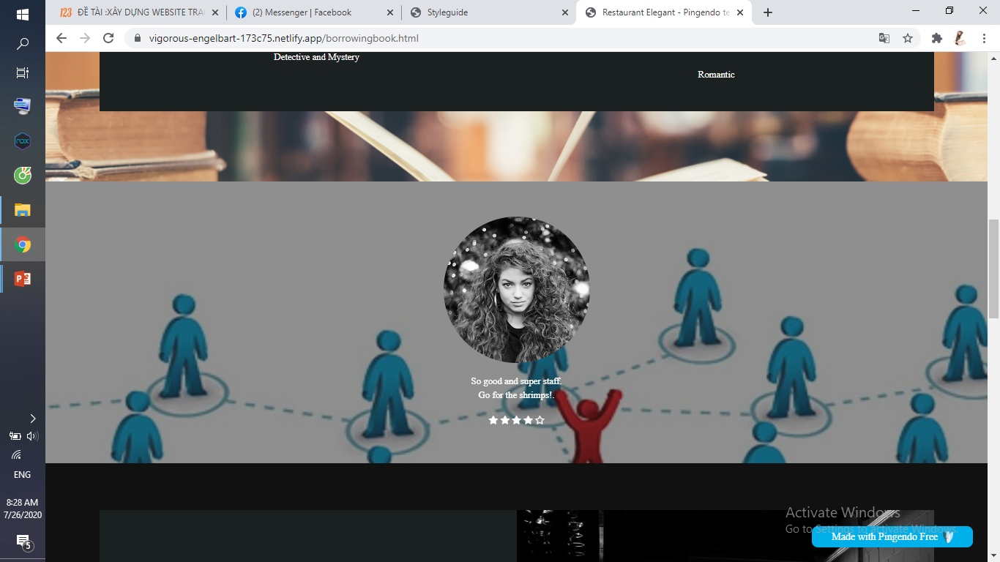 123 ĐỀ TÀI :XÂY DỰNG WEBSITE TRA
(2) Messenger | Facebook
Styleguide
Restaurant Elegant - Pingendo te
vigorous-engelbart-173c75.netlify.app/borrowingbook.html
Detective and Mystery
Romantic
nox
So good and super staff.
Go for the shrimps!.
ENG
8:28 AM
7/26/2020
5
Activate Windows
Go to Settings to activate Windows.
Made with Pingendo Free